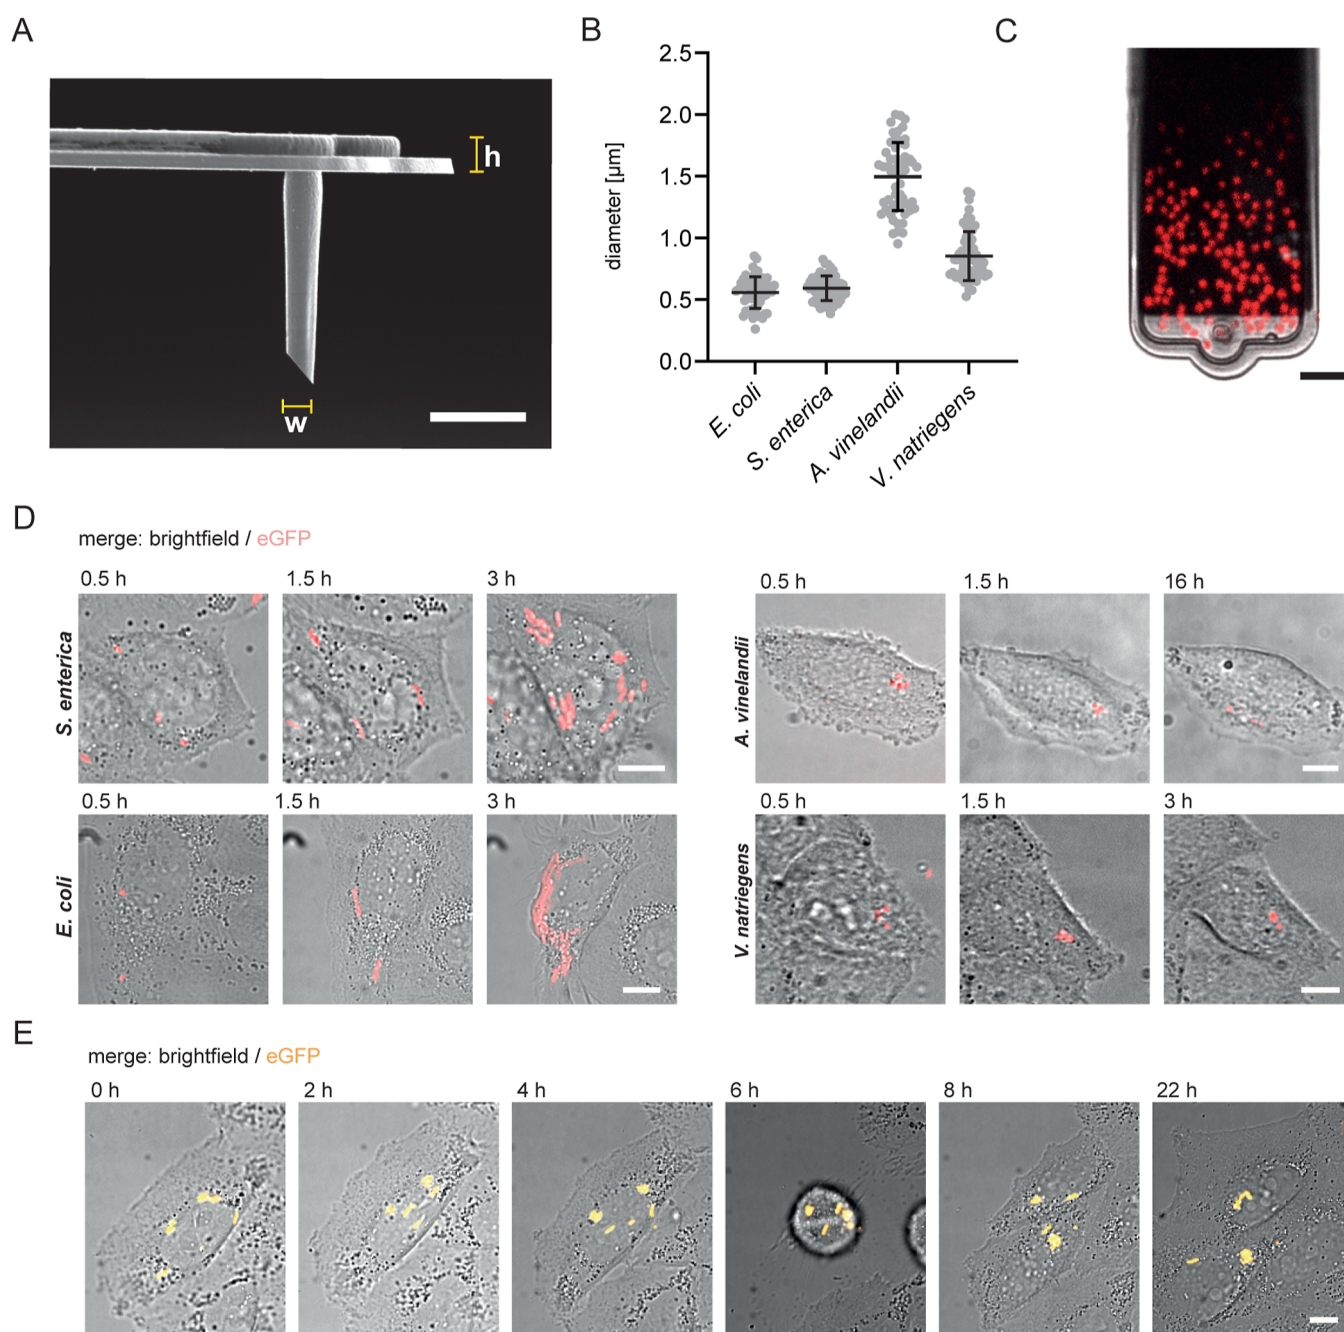 A
h
w
B
diameter [µm]
2.5
2.0
1.5
1.0
0.5
0.0
E. coli
S. enterica
A. vinelandii
V. natriegens
C
D
merge: brightfield / eGFP
0.5 h 1.5 h 3 h
S. enterica
0.5 h 1.5 h 16 h
A. vinelandii
0.5 h 1.5 h 3 h
E. coli
0.5 h 1.5 h 3 h
V. natriegens
E
merge: brightfield / eGFP
0 h 2 h 4 h 6 h 8 h 22 h